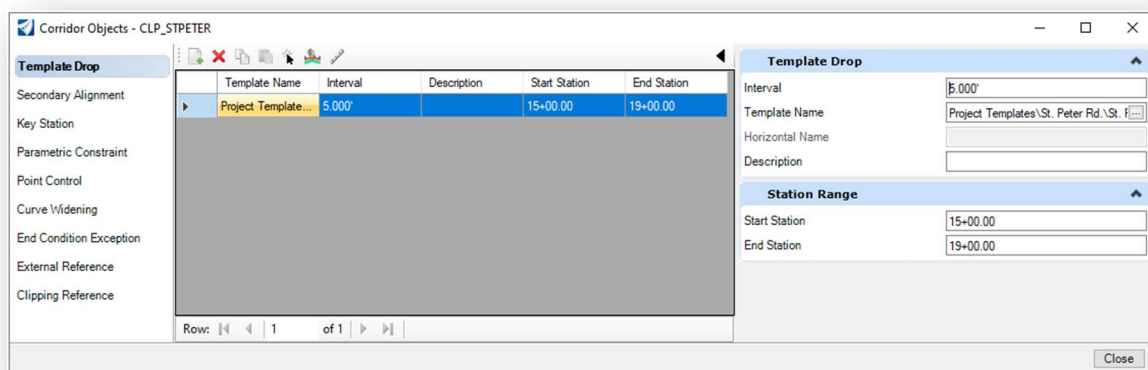 Corridor Objects - CLP_STPETER
Template Drop
Secondary Alignment
Key Station
Parametric Constraint
Point Control
Curve Widening
End Condition Exception
External Reference
Clipping Reference
Template Name Interval Description Start Station End Station
Project Template... 5.000' 15+00.00 19+00.00
Row: 1 of 1
Template Drop
Interval 5.000'
Template Name Project Templates\St. Peter Rd.\St. F ...
Horizontal Name
Description
Station Range
Start Station 15+00.00
End Station 19+00.00
Close